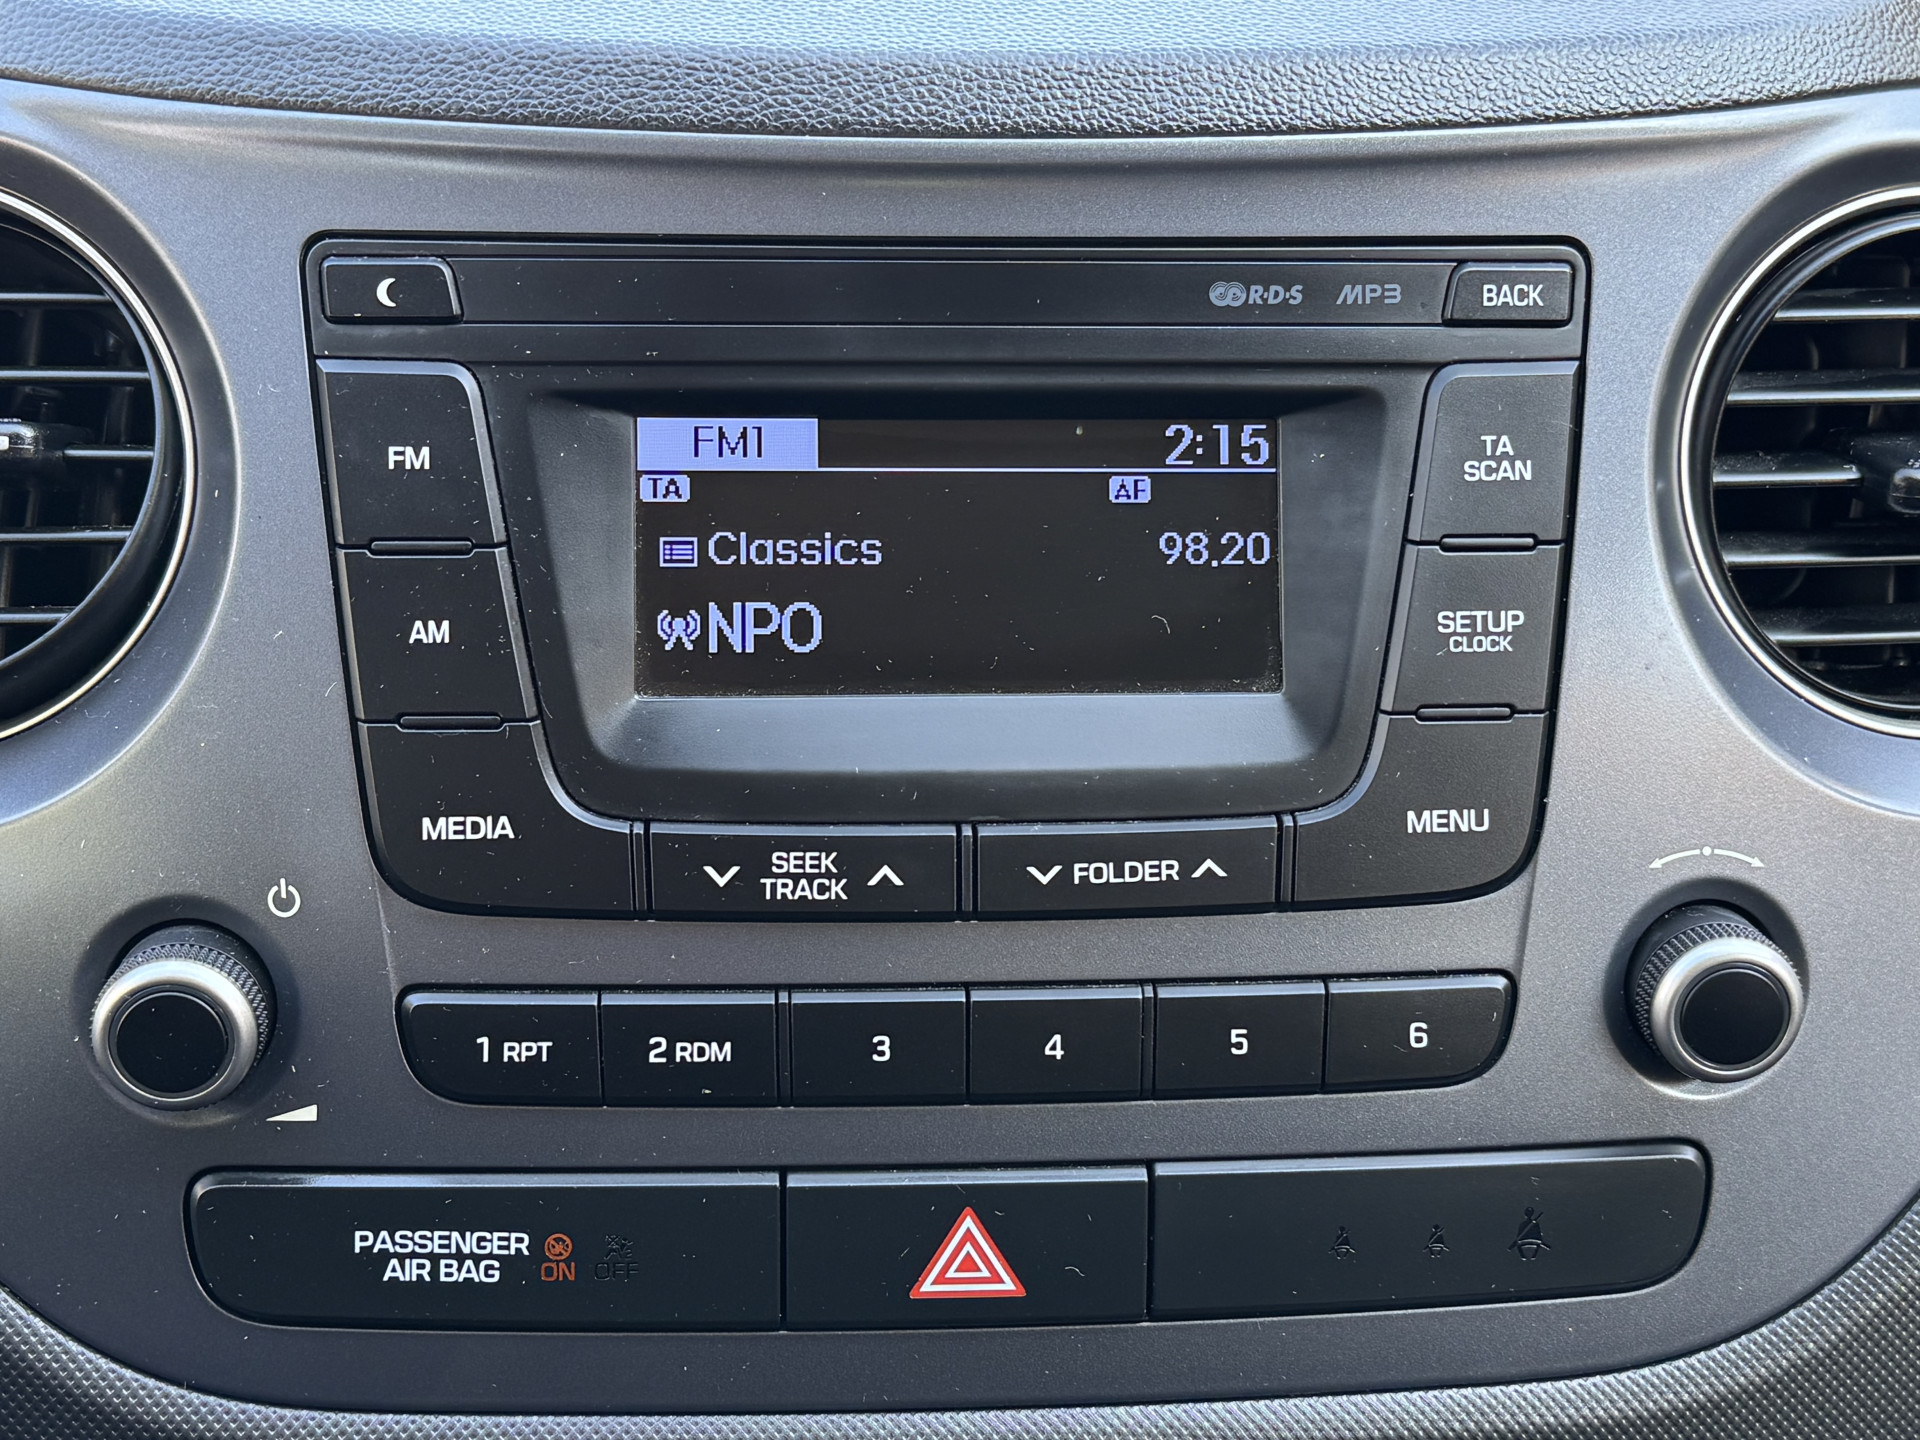 R·D·S MP3 BACK
FM1 2:15
TA AF
Classics 98.20
NPO
FM
AM
MEDIA
TA
SCAN
SETUP
CLOCK
MENU
SEEK
TRACK
FOLDER
1 RPT 2 RDM 3 4 5 6
PASSENGER
AIR BAG ON OFF